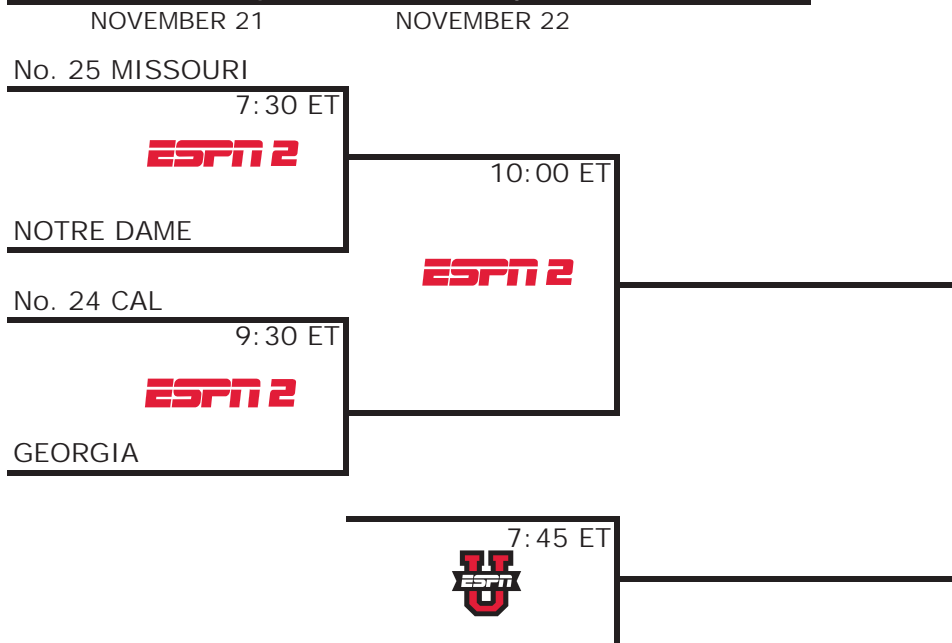 NOVEMBER 21 NOVEMBER 22
No. 25 MISSOURI
7:30 ET
ESPN 2
10:00 ET
NOTRE DAME
ESPN 2
No. 24 CAL
9:30 ET
ESPN 2
GEORGIA
7:45 ET
U
ESPN